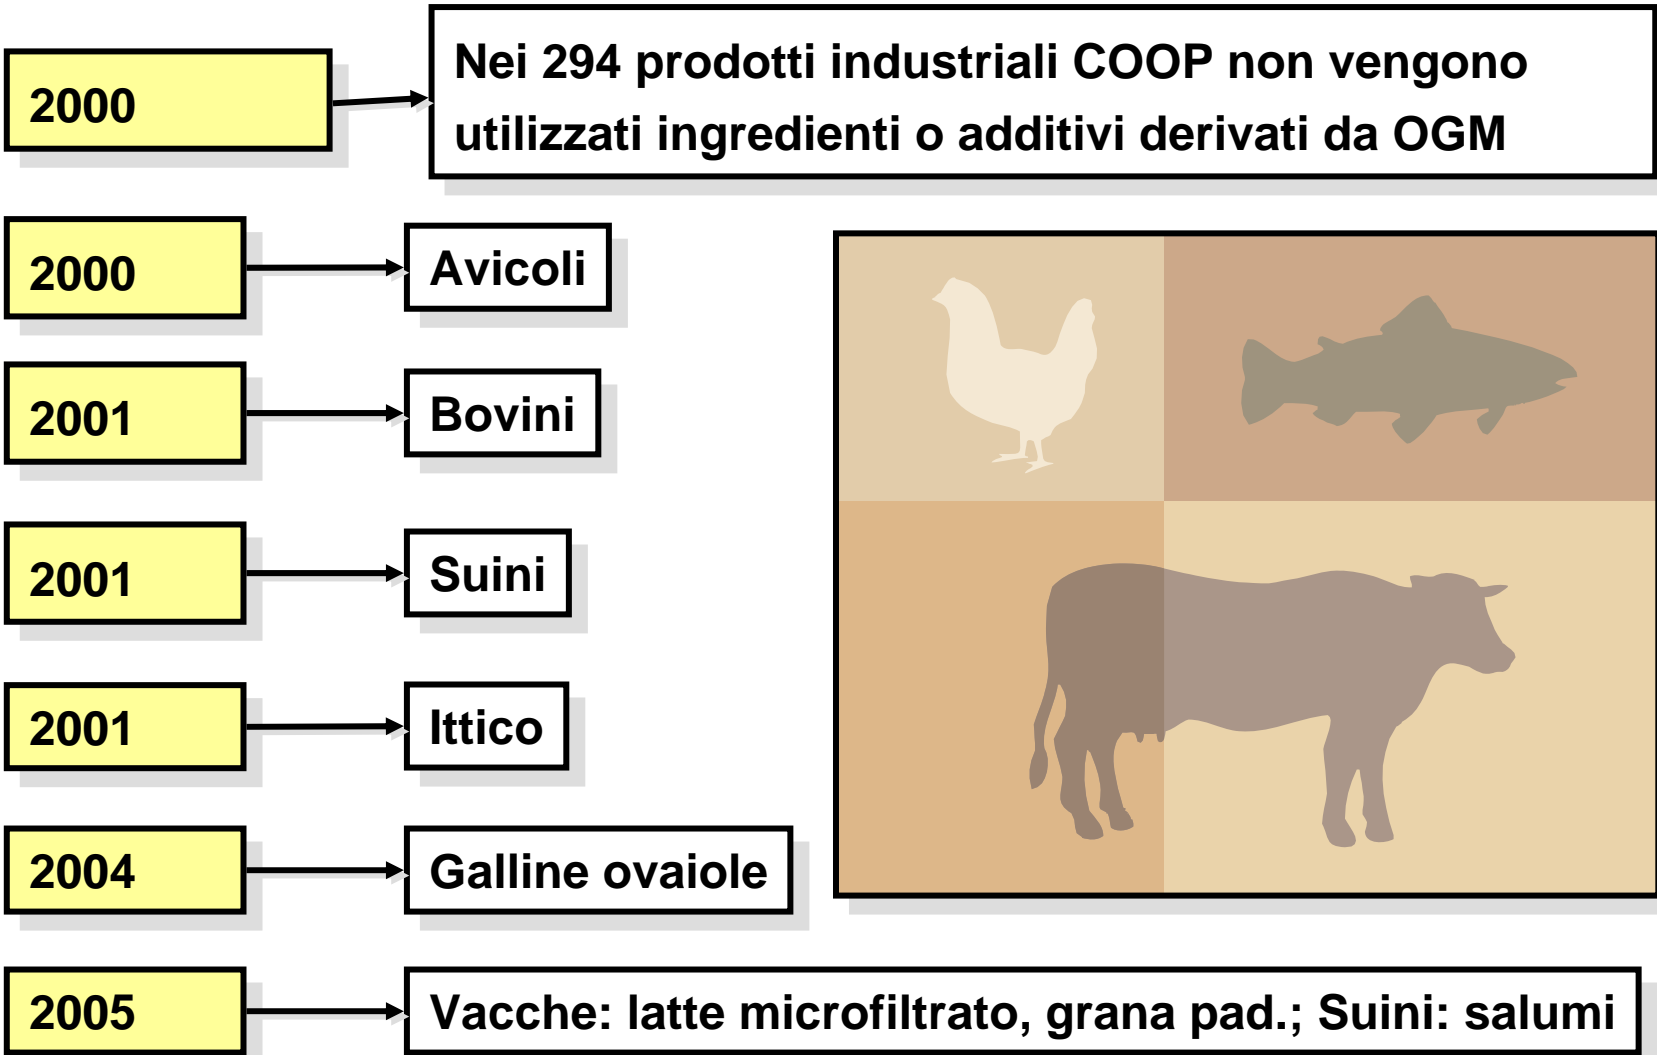 2000
Nei 294 prodotti industriali COOP non vengono
utilizzati ingredienti o additivi derivati da OGM
2000
Avicoli
2001
Bovini
2001
Suini
2001
Ittico
2004
Galline ovaiole
2005
Vacche: latte microfiltrato, grana pad.; Suini: salumi